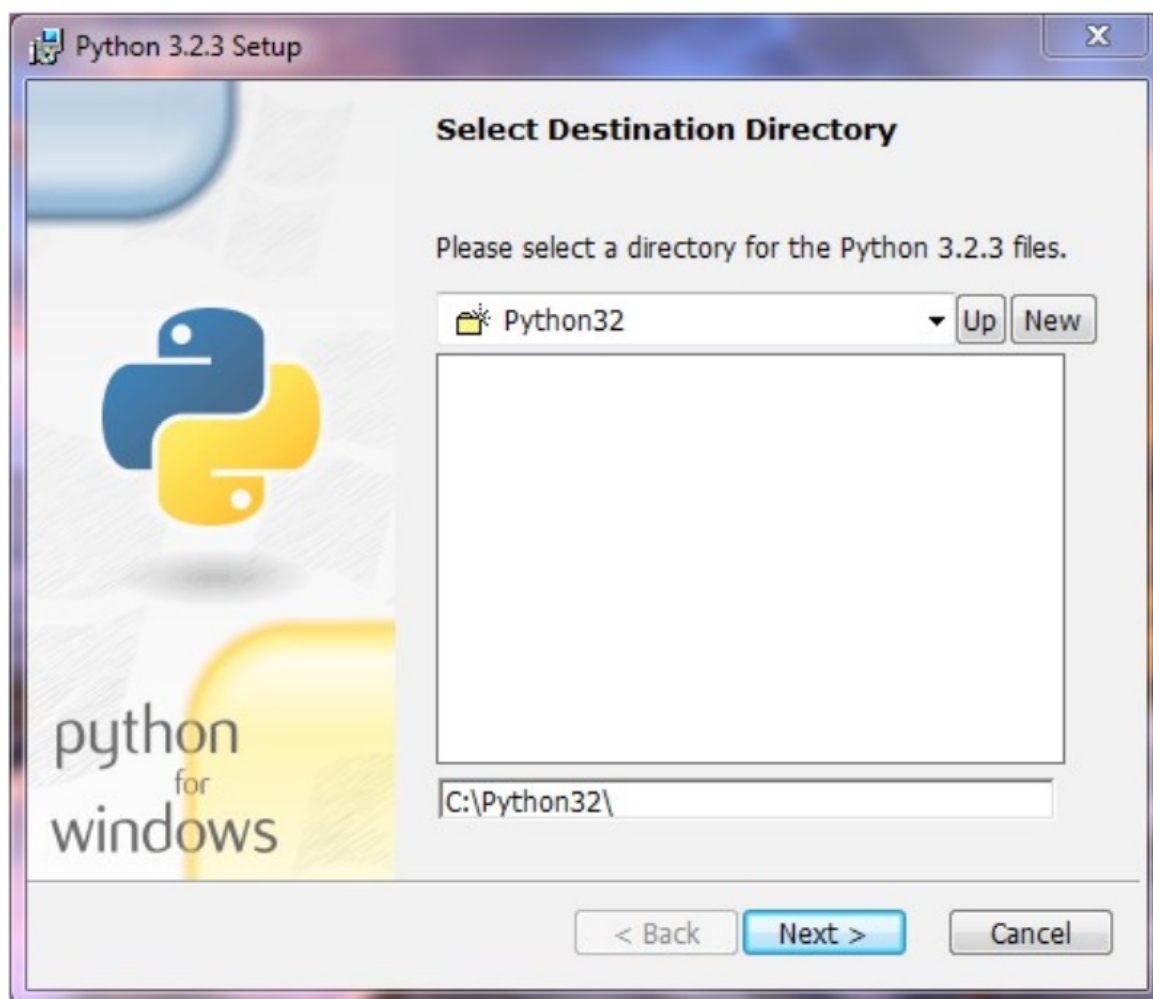 Python 3.2.3 Setup
Select Destination Directory
Please select a directory for the Python 3.2.3 files.
Python32
Up
New
C:\Python32\
python
for
windows
< Back
Next >
Cancel